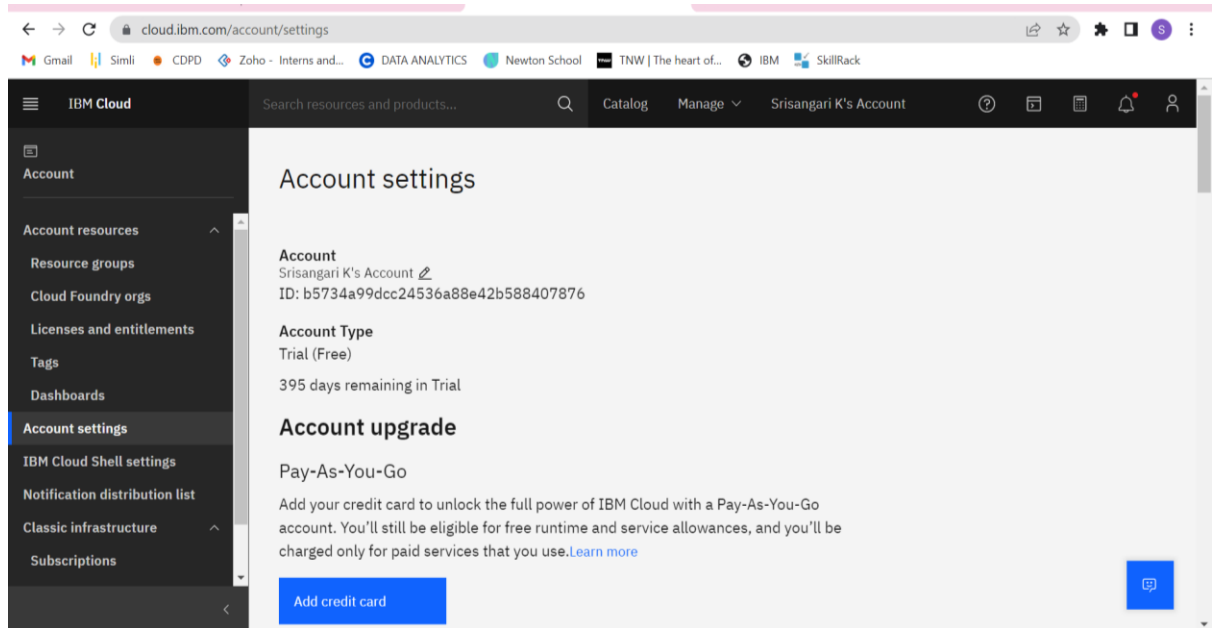 cloud.ibm.com/account/settings
Gmail Simli CDPD Zoho - Interns and... DATA ANALYTICS Newton School TNW | The heart of... IBM SkillRack
S
IBM Cloud Search resources and products... Catalog Manage Srisangari K's Account
Account
Account resources
Resource groups
Cloud Foundry orgs
Licenses and entitlements
Tags
Dashboards
Account settings
IBM Cloud Shell settings
Notification distribution list
Classic infrastructure
Subscriptions
Account settings
Account
Srisangari K's Account
ID: b5734a99dcc24536a88e42b588407876
Account Type
Trial (Free)
395 days remaining in Trial
Account upgrade
Pay-As-You-Go
Add your credit card to unlock the full power of IBM Cloud with a Pay-As-You-Go
account. You'll still be eligible for free runtime and service allowances, and you'll be
charged only for paid services that you use.Learn more
Add credit card